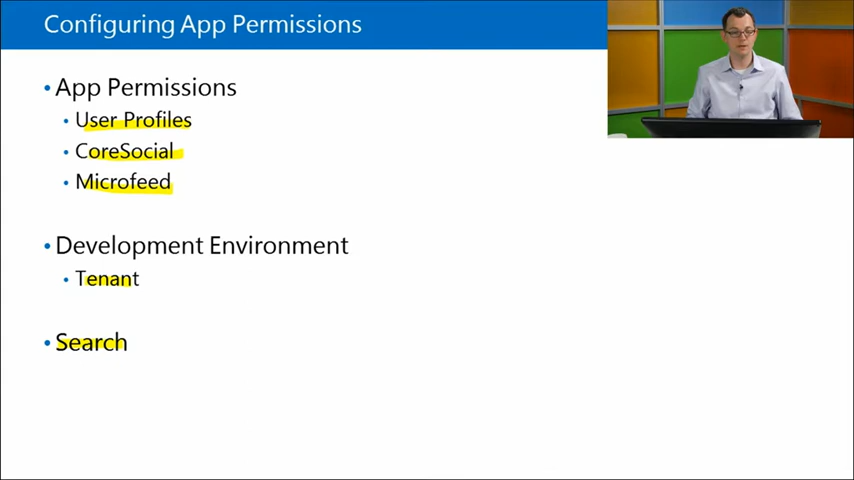 Configuring App Permissions
• App Permissions
• User Profiles
• CoreSocial
• Microfeed
• Development Environment
• Tenant
• Search